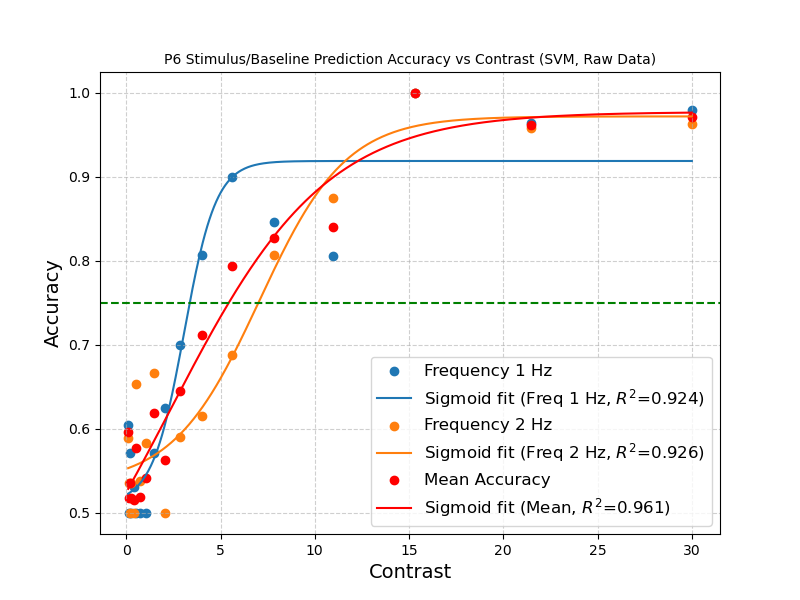 P6 Stimulus/Baseline Prediction Accuracy vs Contrast (SVM, Raw Data)
1.0
0.9
0.8
0.7
0.6
0.5
Accuracy
Frequency 1 Hz
Sigmoid fit (Freq 1 Hz, R²=0.924)
Frequency 2 Hz
Sigmoid fit (Freq 2 Hz, R²=0.926)
Mean Accuracy
Sigmoid fit (Mean, R²=0.961)
0 5 10 15 20 25 30
Contrast